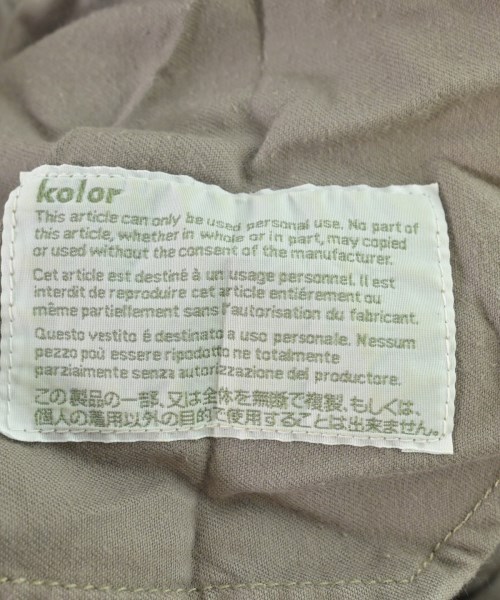 kolor
This article can only be used personal use. No part of
this article, whether in whole or in part, may copied
or used without the consent of the manufacturer.
Cet article est destiné à un usage personnel. Il est
interdit de reproduire cet article entiérement ou
même partiellement sans l'autorisation du fabricant.
Questo vestito é destinato a uso personale. Nessum
pezzo poù essere ripodotto ne totalmente
parziaimente senza autorizzazione del productore.
この製品の一部、又は全体を無断で複製、もしくは、
個人の着用以外の目的で使用することは出来ません。